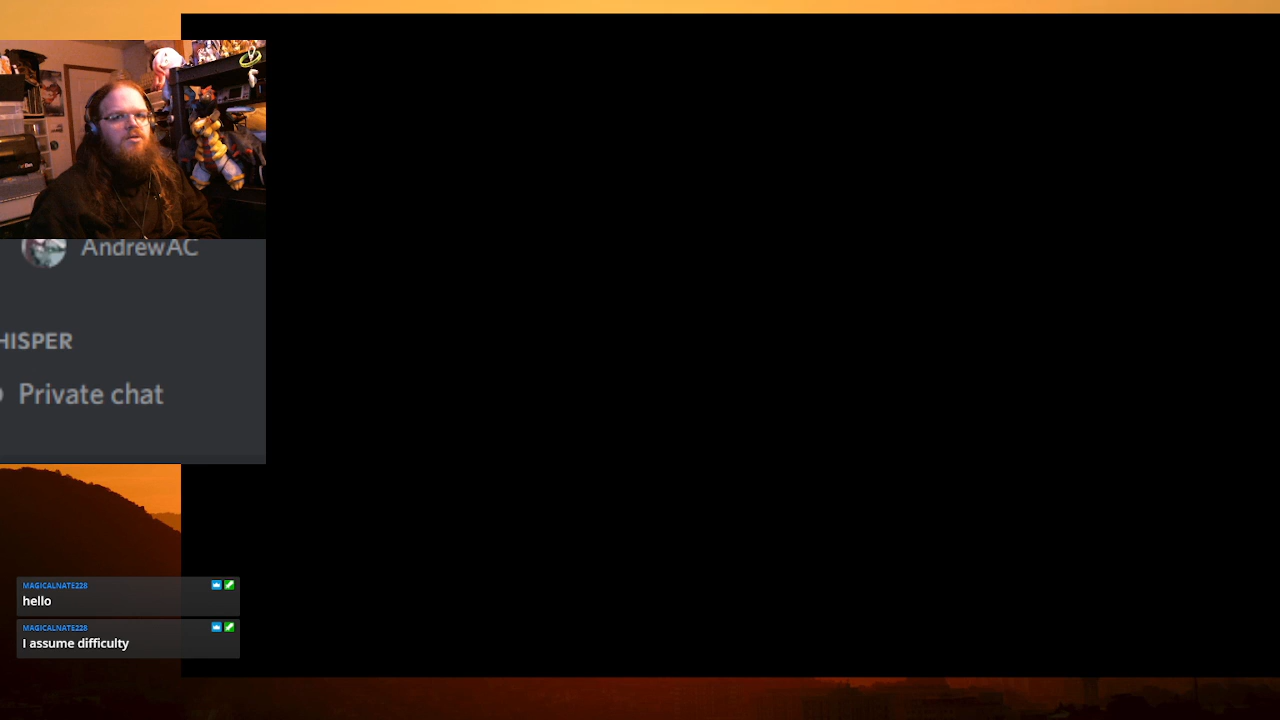 AndrewAC
HISPER
Private chat
MAGICALNATE228
hello
MAGICALNATE228
I assume difficulty